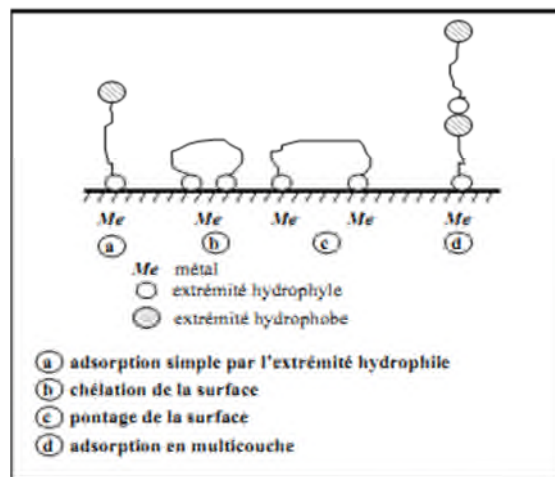 Me Me Me Me
a b c d
Me métal
extrémité hydrophyle
extrémité hydrophobe
a adsorption simple par l'extrémité hydrophile
b chélation de la surface
c pontage de la surface
d adsorption en multicouche